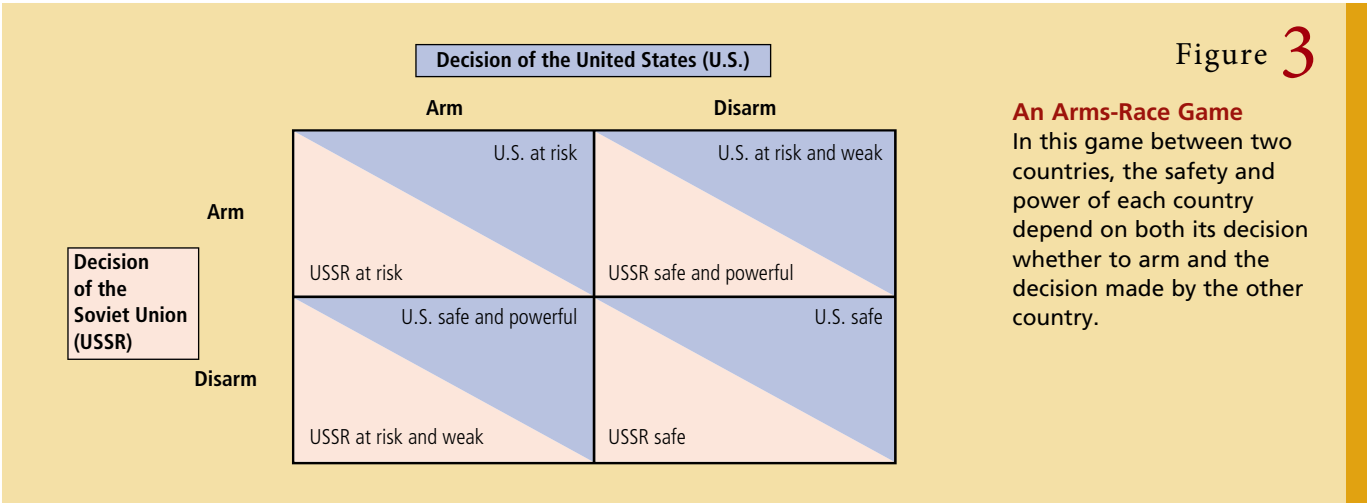 Decision of the United States (U.S.)
Arm
Disarm
Decision
of the
Soviet Union
(USSR)
Arm
U.S. at risk
USSR at risk
U.S. at risk and weak
USSR safe and powerful
Disarm
U.S. safe and powerful
USSR at risk and weak
U.S. safe
USSR safe
Figure 3
An Arms-Race Game
In this game between two
countries, the safety and
power of each country
depend on both its decision
whether to arm and the
decision made by the other
country.